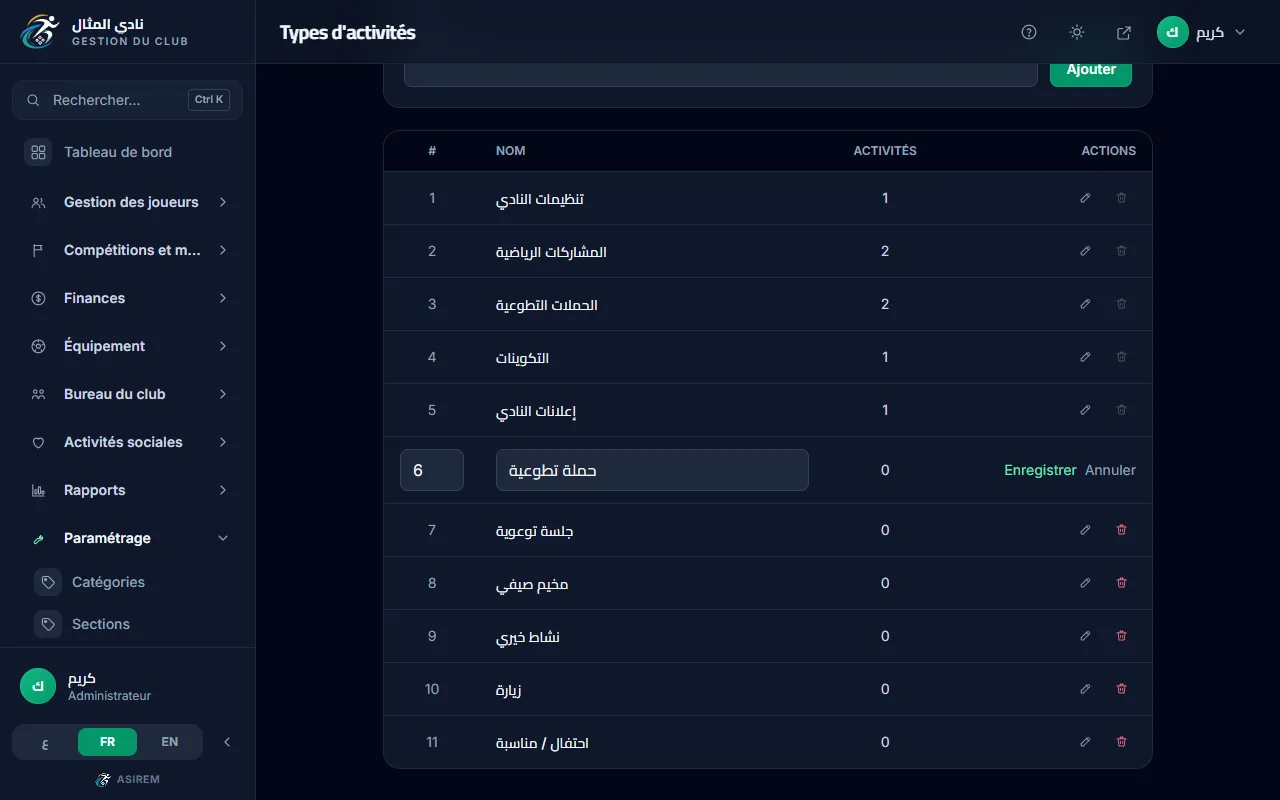 نادي المثال
GESTION DU CLUB
Types d'activités
كريم
ك
Rechercher...
Ctrl K
Tableau de bord
Gestion des joueurs
Compétitions et m...
Finances
Équipement
Bureau du club
Activités sociales
Rapports
Paramétrage
Catégories
Sections
ك
كريم
Administrateur
ع
FR
EN
ASIREM
Ajouter
# NOM ACTIVITÉS ACTIONS
1 تنظيمات النادي 1
2 المشاركات الرياضية 2
3 الحملات التطوعية 2
4 التكوينات 1
5 إعلانات النادي 1
6 حملة تطوعية 0 Enregistrer Annuler
7 جلسة توعوية 0
8 مخيم صيفي 0
9 نشاط خيري 0
10 زيارة 0
11 احتفال / مناسبة 0